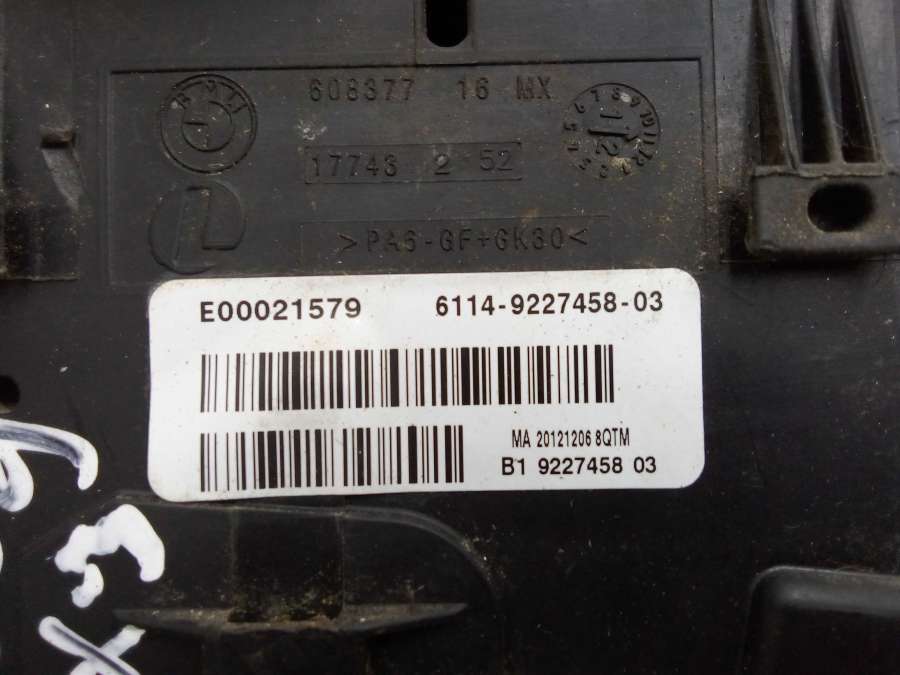 BMW
608377 16 MX
17743 2 52
>PA6-GF+GK30<
E00021579 6114-9227458-03
MA 20121206 8QTM
B1 9227458 03